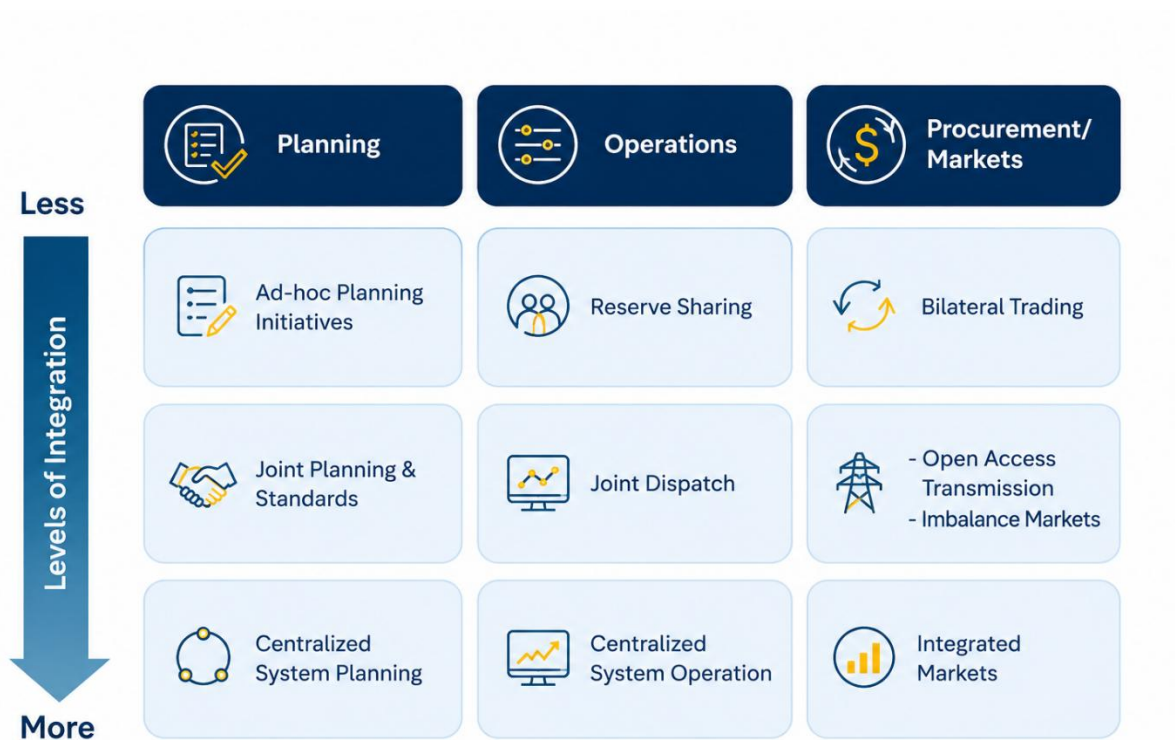 Planning
Operations
Procurement/
Markets
Less
Levels of Integration
Ad-hoc Planning
Initiatives
Reserve Sharing
Bilateral Trading
Joint Planning &
Standards
Joint Dispatch
- Open Access
Transmission
- Imbalance Markets
Centralized
System Planning
Centralized
System Operation
Integrated
Markets
More